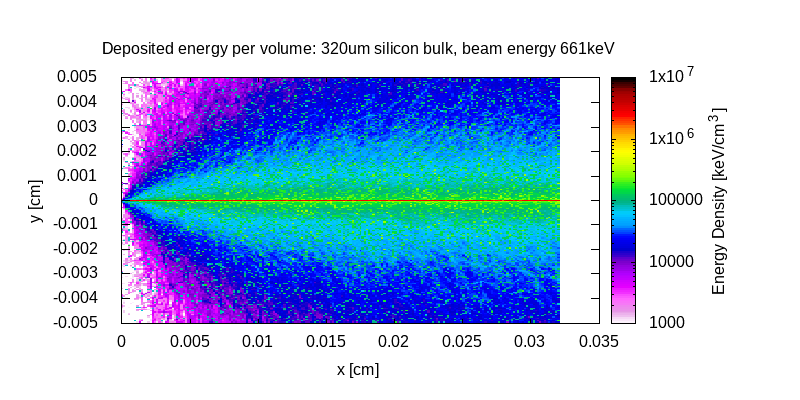 Deposited energy per volume: 320um silicon bulk, beam energy 661keV
0.005
0.004
0.003
0.002
0.001
0
-0.001
-0.002
-0.003
-0.004
-0.005
y [cm]
0 0.005 0.01 0.015 0.02 0.025 0.03 0.035
x [cm]
1x10^7
1x10^6
100000
10000
1000
Energy Density [keV/cm^3]